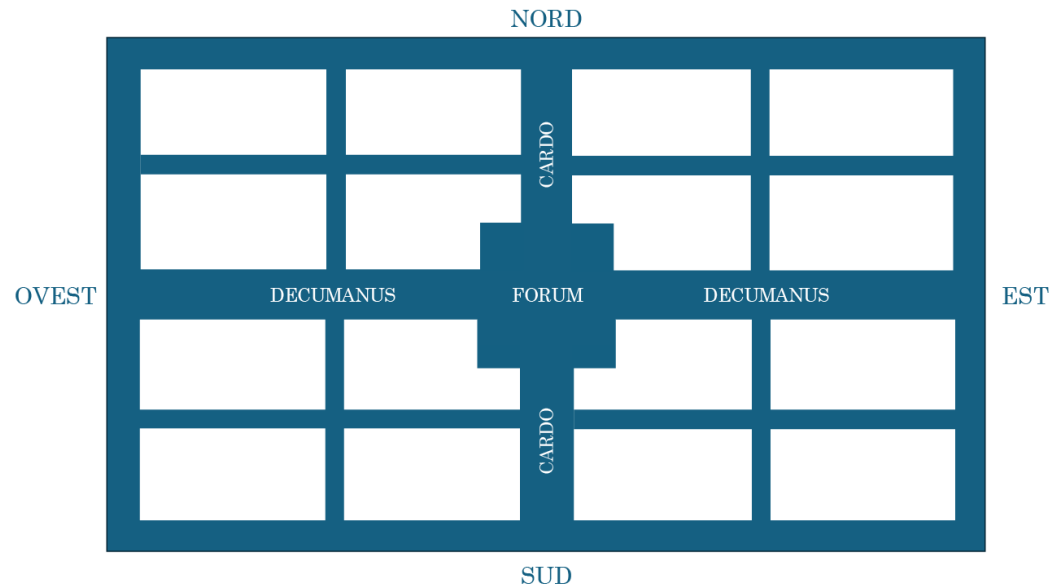 NORD
CARDO
OVEST
DECUMANUS
FORUM
DECUMANUS
EST
CARDO
SUD